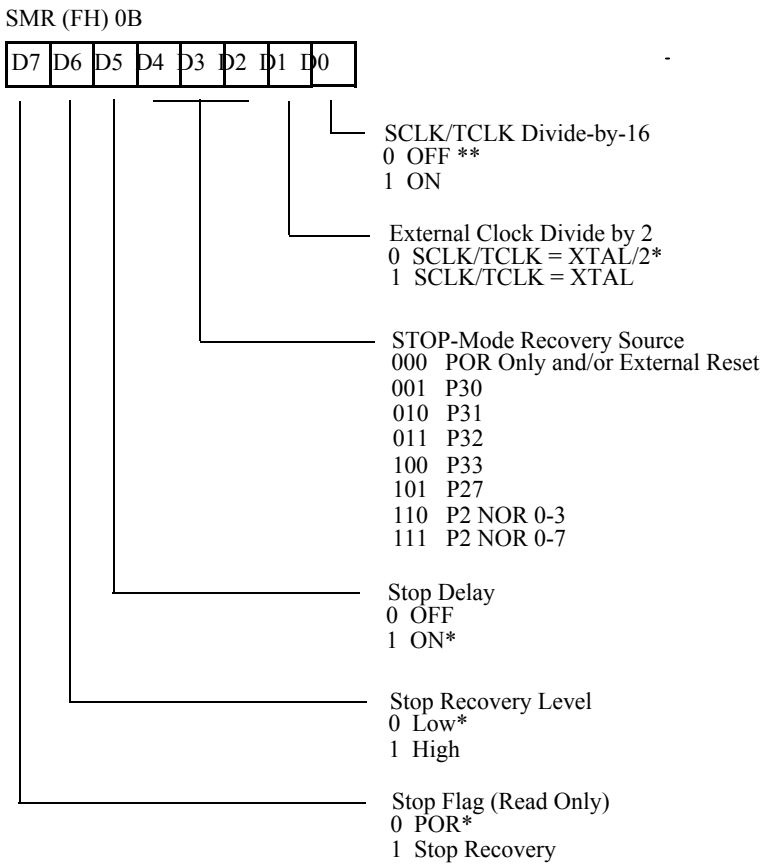 SMR (FH) 0B
D7 D6 D5 D4 D3 D2 D1 D0
-
SCLK/TCLK Divide-by-16
0 OFF **
1 ON
External Clock Divide by 2
0 SCLK/TCLK = XTAL/2*
1 SCLK/TCLK = XTAL
STOP-Mode Recovery Source
000 POR Only and/or External Reset
001 P30
010 P31
011 P32
100 P33
101 P27
110 P2 NOR 0-3
111 P2 NOR 0-7
Stop Delay
0 OFF
1 ON*
Stop Recovery Level
0 Low*
1 High
Stop Flag (Read Only)
0 POR*
1 Stop Recovery